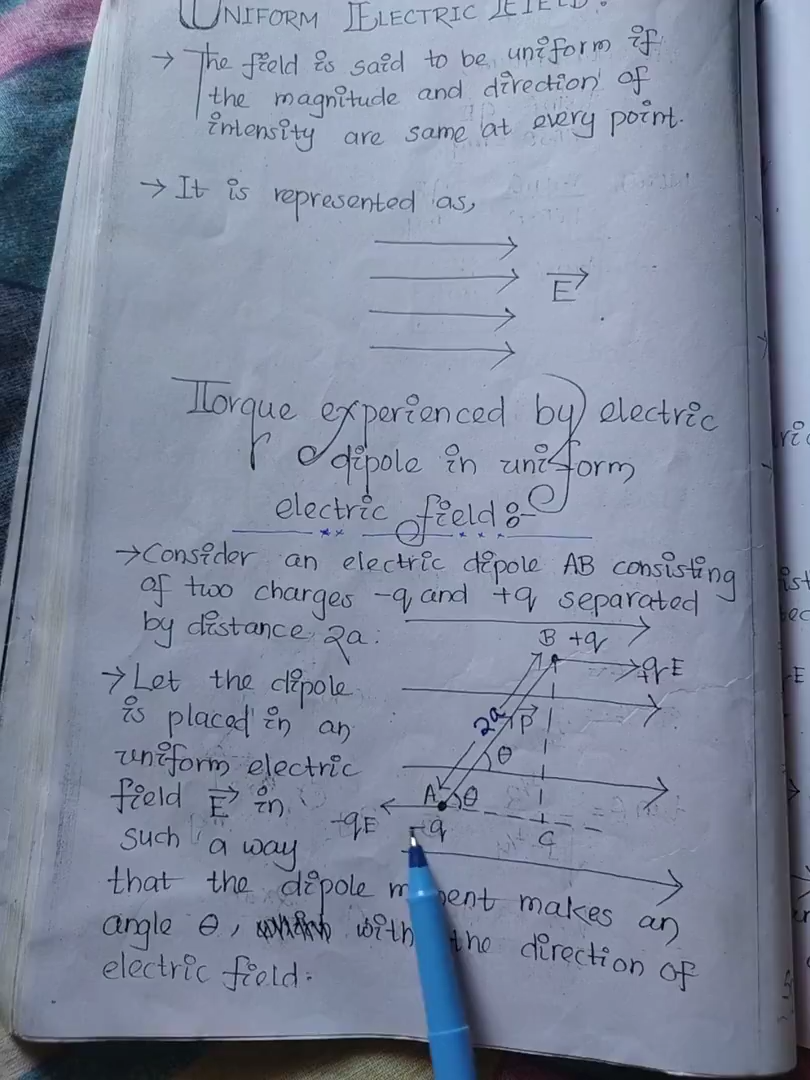 UNIFORM ELECTRIC FIELD:
→ The field is said to be uniform if
the magnitude and direction of
intensity are same at every point.
→ It is represented as,
E
Torque experienced by electric
dipole in uniform
electric field:-
→ Consider an electric dipole AB consisting
of two charges -q and +q separated
by distance 2a.
B +q
→ Let the dipole
+qE
is placed in an
2a P
uniform electric
θ
field E in
A θ
-qE -q
C
such a way
that the dipole moment makes an
angle θ, with the direction of
electric field.